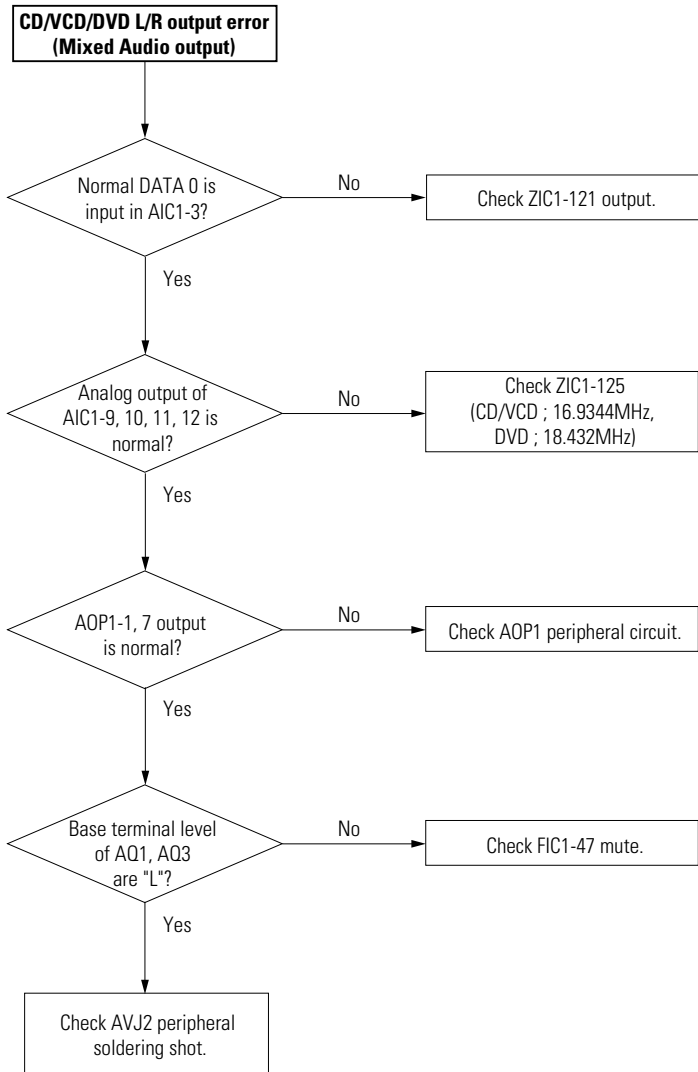 CD/VCD/DVD L/R output error
(Mixed Audio output)
Normal DATA 0 is
input in AIC1-3?
No
Check ZIC1-121 output.
Yes
Analog output of
AIC1-9, 10, 11, 12 is
normal?
No
Check ZIC1-125
(CD/VCD ; 16.9344MHz,
DVD ; 18.432MHz)
Yes
AOP1-1, 7 output
is normal?
No
Check AOP1 peripheral circuit.
Yes
Base terminal level
of AQ1, AQ3
are "L"?
No
Check FIC1-47 mute.
Yes
Check AVJ2 peripheral
soldering shot.